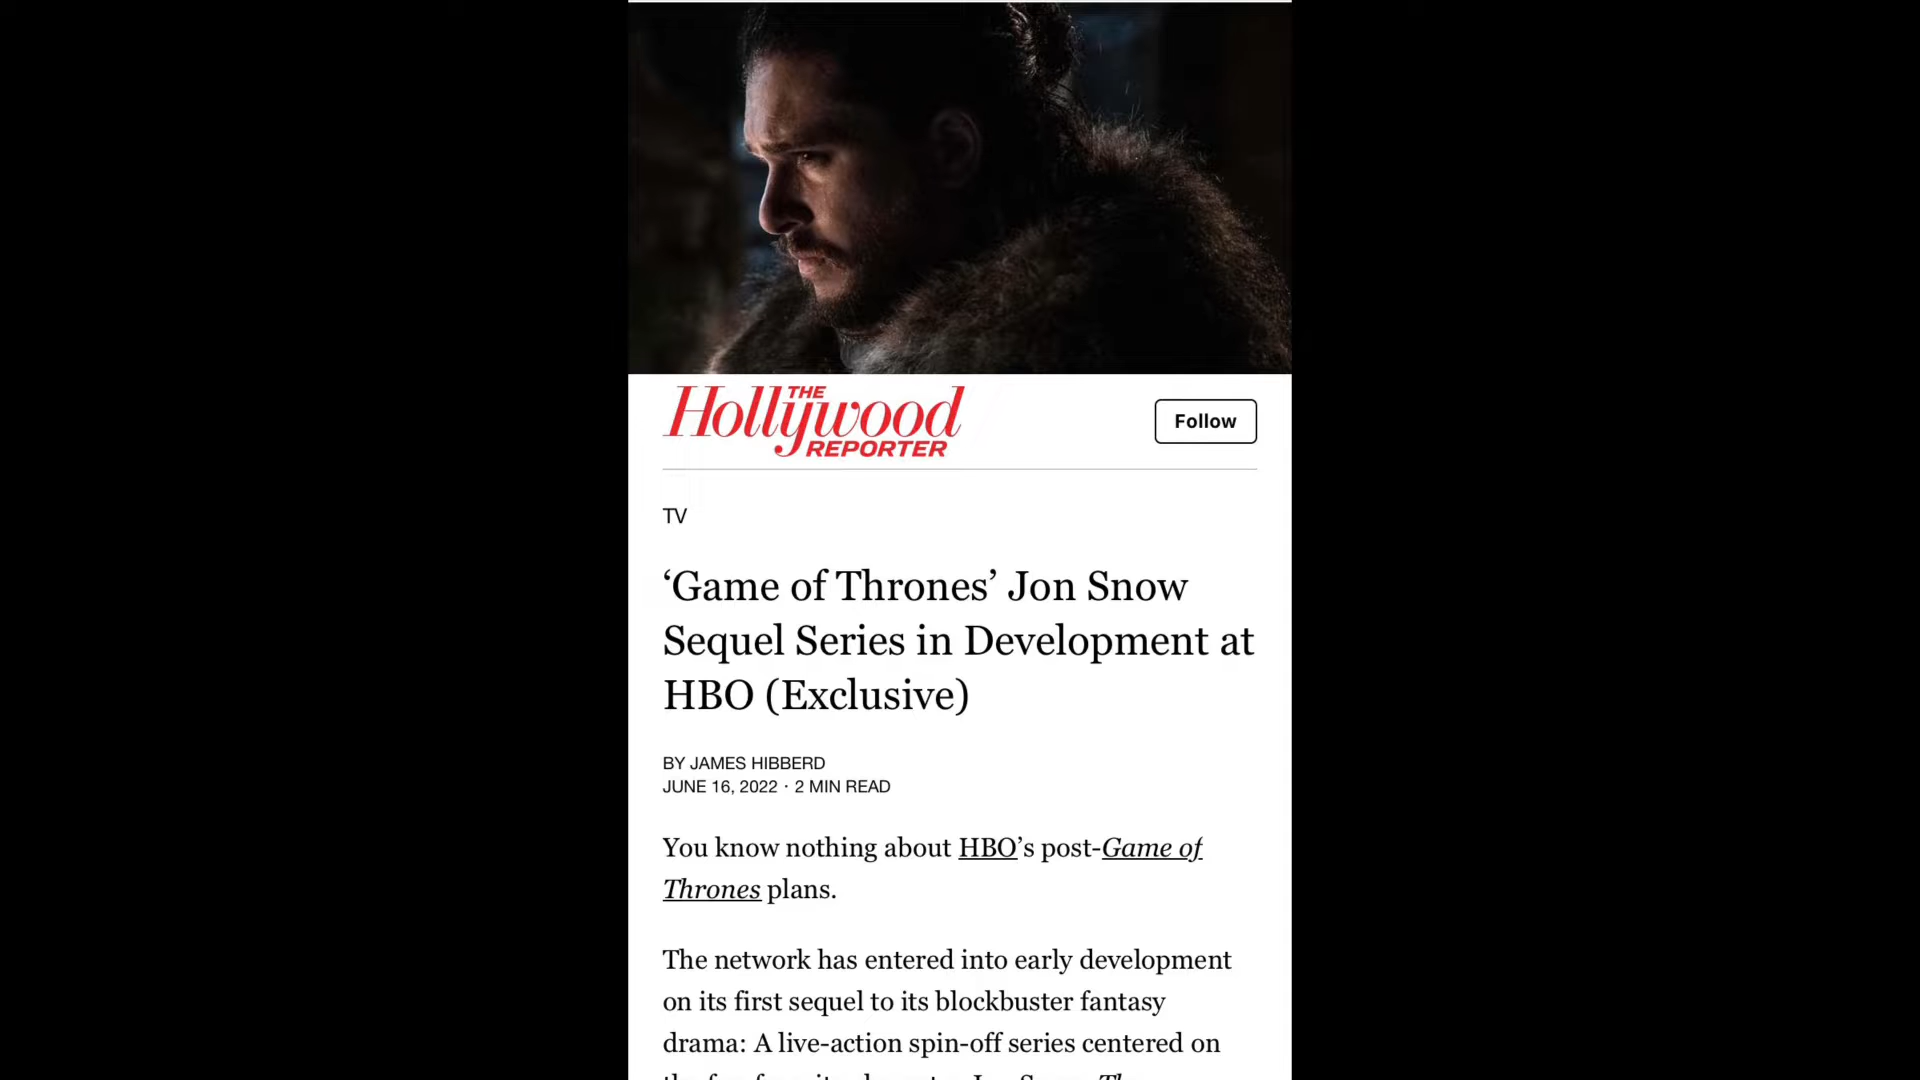 THE
Hollywood
REPORTER
Follow
TV
‘Game of Thrones’ Jon Snow
Sequel Series in Development at
HBO (Exclusive)
BY JAMES HIBBERD
JUNE 16, 2022 · 2 MIN READ
You know nothing about HBO’s post-Game of
Thrones plans.
The network has entered into early development
on its first sequel to its blockbuster fantasy
drama: A live-action spin-off series centered on